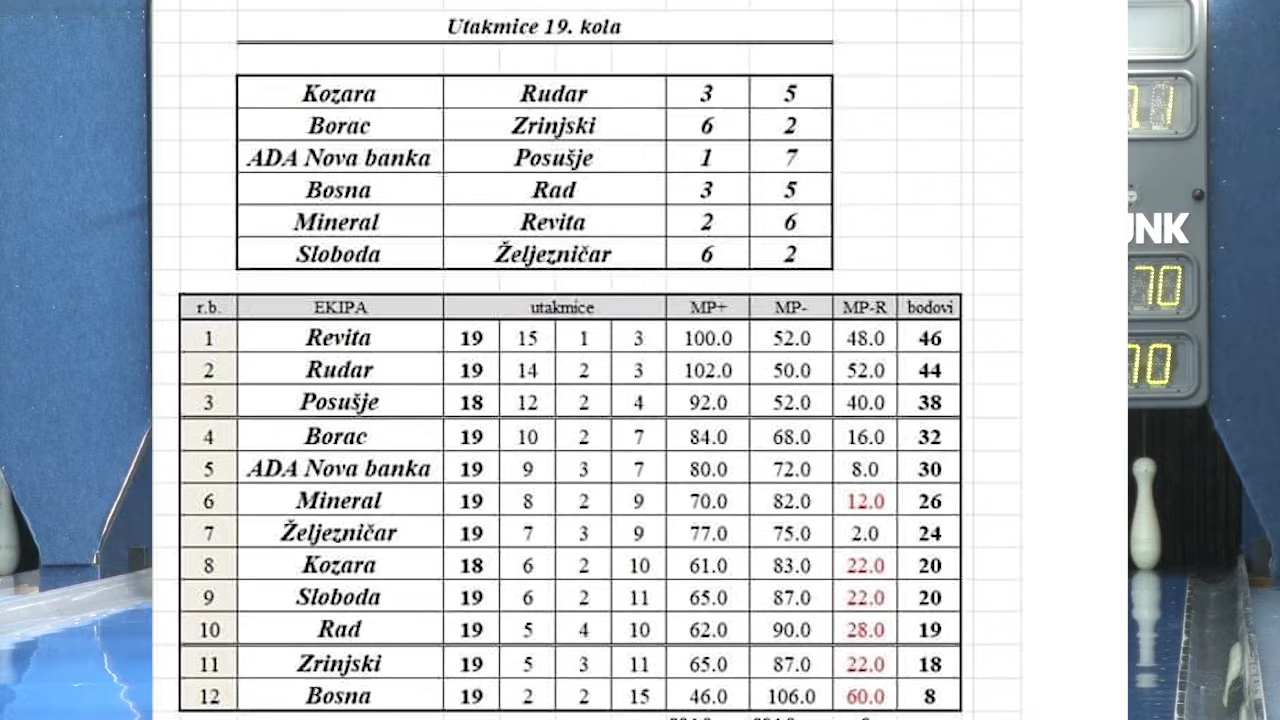 Utakmice 19. kola
Kozara Rudar 3 5
Borac Zrinjski 6 2
ADA Nova banka Posušje 1 7
Bosna Rad 3 5
Mineral Revita 2 6
Sloboda Željezničar 6 2
r.b. EKIPA utakmice MP+ MP- MP-R bodovi
1 Revita 19 15 1 3 100.0 52.0 48.0 46
2 Rudar 19 14 2 3 102.0 50.0 52.0 44
3 Posušje 18 12 2 4 92.0 52.0 40.0 38
4 Borac 19 10 2 7 84.0 68.0 16.0 32
5 ADA Nova banka 19 9 3 7 80.0 72.0 8.0 30
6 Mineral 19 8 2 9 70.0 82.0 12.0 26
7 Željezničar 19 7 3 9 77.0 75.0 2.0 24
8 Kozara 18 6 2 10 61.0 83.0 22.0 20
9 Sloboda 19 6 2 11 65.0 87.0 22.0 20
10 Rad 19 5 4 10 62.0 90.0 28.0 19
11 Zrinjski 19 5 3 11 65.0 87.0 22.0 18
12 Bosna 19 2 2 15 46.0 106.0 60.0 8
70